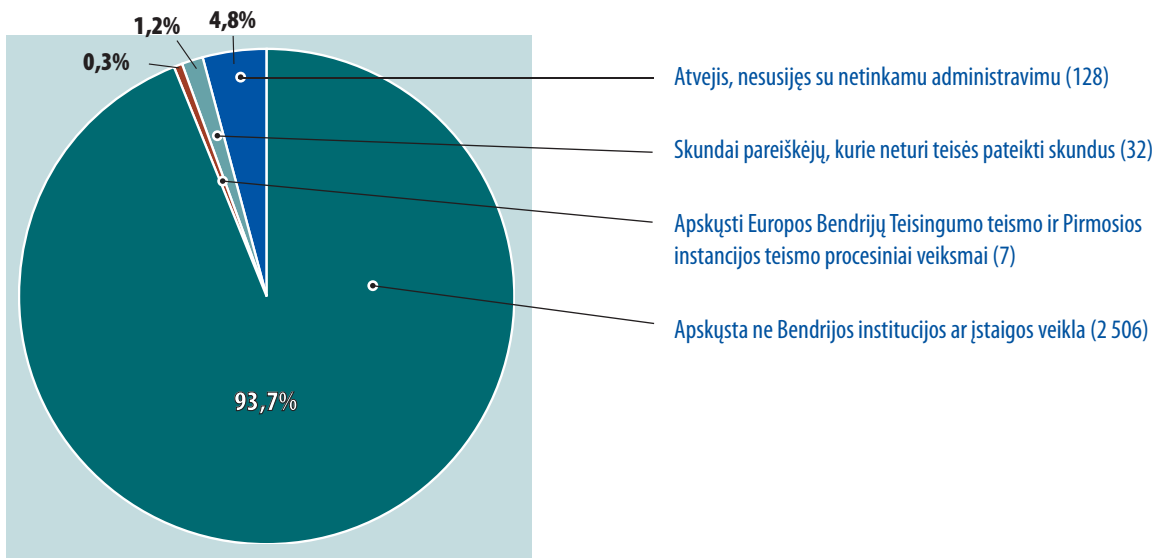 4,8%
1,2%
0,3%
Atvejis, nesusijęs su netinkamu administravimu (128)
Skundai pareiškėjų, kurie neturi teisės pateikti skundus (32)
Apskųsti Europos Bendrijų Teisingumo teismo ir Pirmosios
instancijos teismo procesiniai veiksmai (7)
Apskųsta ne Bendrijos institucijos ar įstaigos veikla (2 506)
93,7%